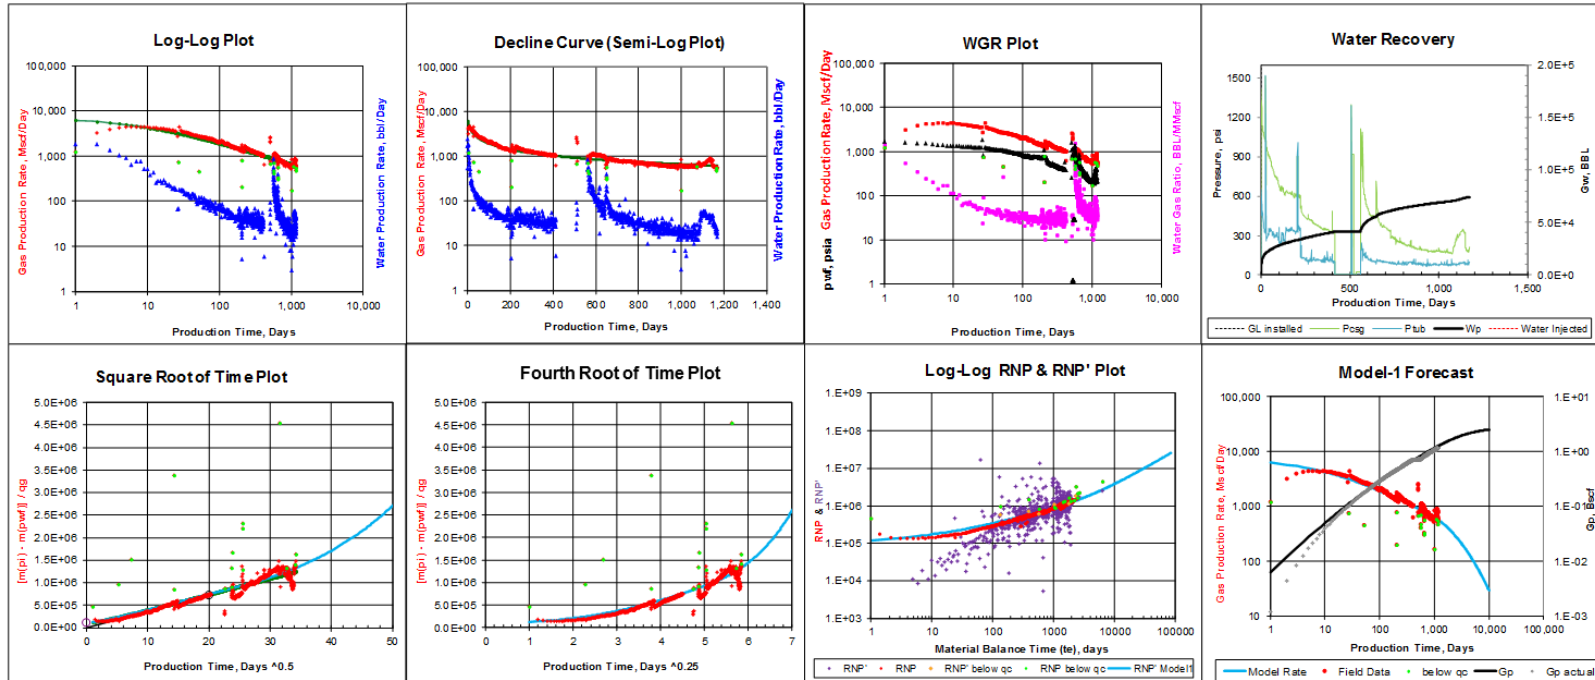 Log-Log Plot
100,000
10,000
1,000
100
10
1
1 10 100 1,000 10,000
Gas Production Rate, Mscf/Day
Water Production Rate, bbl/Day
Production Time, Days
Decline Curve (Semi-Log Plot)
100,000
10,000
1,000
100
10
1
0 200 400 600 800 1,000 1,200 1,400
Gas Production Rate, Mscf/Day
Water Production Rate, bbl/Day
Production Time, Days
WGR Plot
100,000
10,000
1,000
100
10
1
1 10 100 1,000 10,000
pwf, psia Gas Production Rate, Mscf/Day
Water Gas Ratio, BBL/MMscf
Production Time, Days
Water Recovery
1500
1200
900
600
300
0
2.0E+5
1.5E+5
1.0E+5
5.0E+4
0.0E+0
0 500 1,000 1,500
Pressure, psi
Gw, BBL
Production Time, Days
GL installed Pcsg Ptub Wp Water Injected
Square Root of Time Plot
5.0E+06
4.5E+06
4.0E+06
3.5E+06
3.0E+06
2.5E+06
2.0E+06
1.5E+06
1.0E+06
5.0E+05
0.0E+00
0 10 20 30 40 50
[m(pi) - m(pwf)] / qg
Production Time, Days ^0.5
Fourth Root of Time Plot
5.0E+06
4.5E+06
4.0E+06
3.5E+06
3.0E+06
2.5E+06
2.0E+06
1.5E+06
1.0E+06
5.0E+05
0.0E+00
0 1 2 3 4 5 6 7
[m(pi) - m(pwf)] / qg
Production Time, Days ^0.25
Log-Log RNP & RNP' Plot
1.E+09
1.E+08
1.E+07
1.E+06
1.E+05
1.E+04
1.E+03
1 10 100 1000 10000 100000
RNP & RNP'
Material Balance Time (te), days
RNP' RNP RNP' below qc RNP below qc RNP' Model1
Model-1 Forecast
100,000
10,000
1,000
100
10
1.E+1
1.E+0
1.E-1
1.E-2
1.E-3
1 10 100 1,000 10,000 100,000
Gas Production Rate, Mscf/Day
Gp, Bscf
Production Time, Days
Model Rate Field Data below qc Gp Gp actual